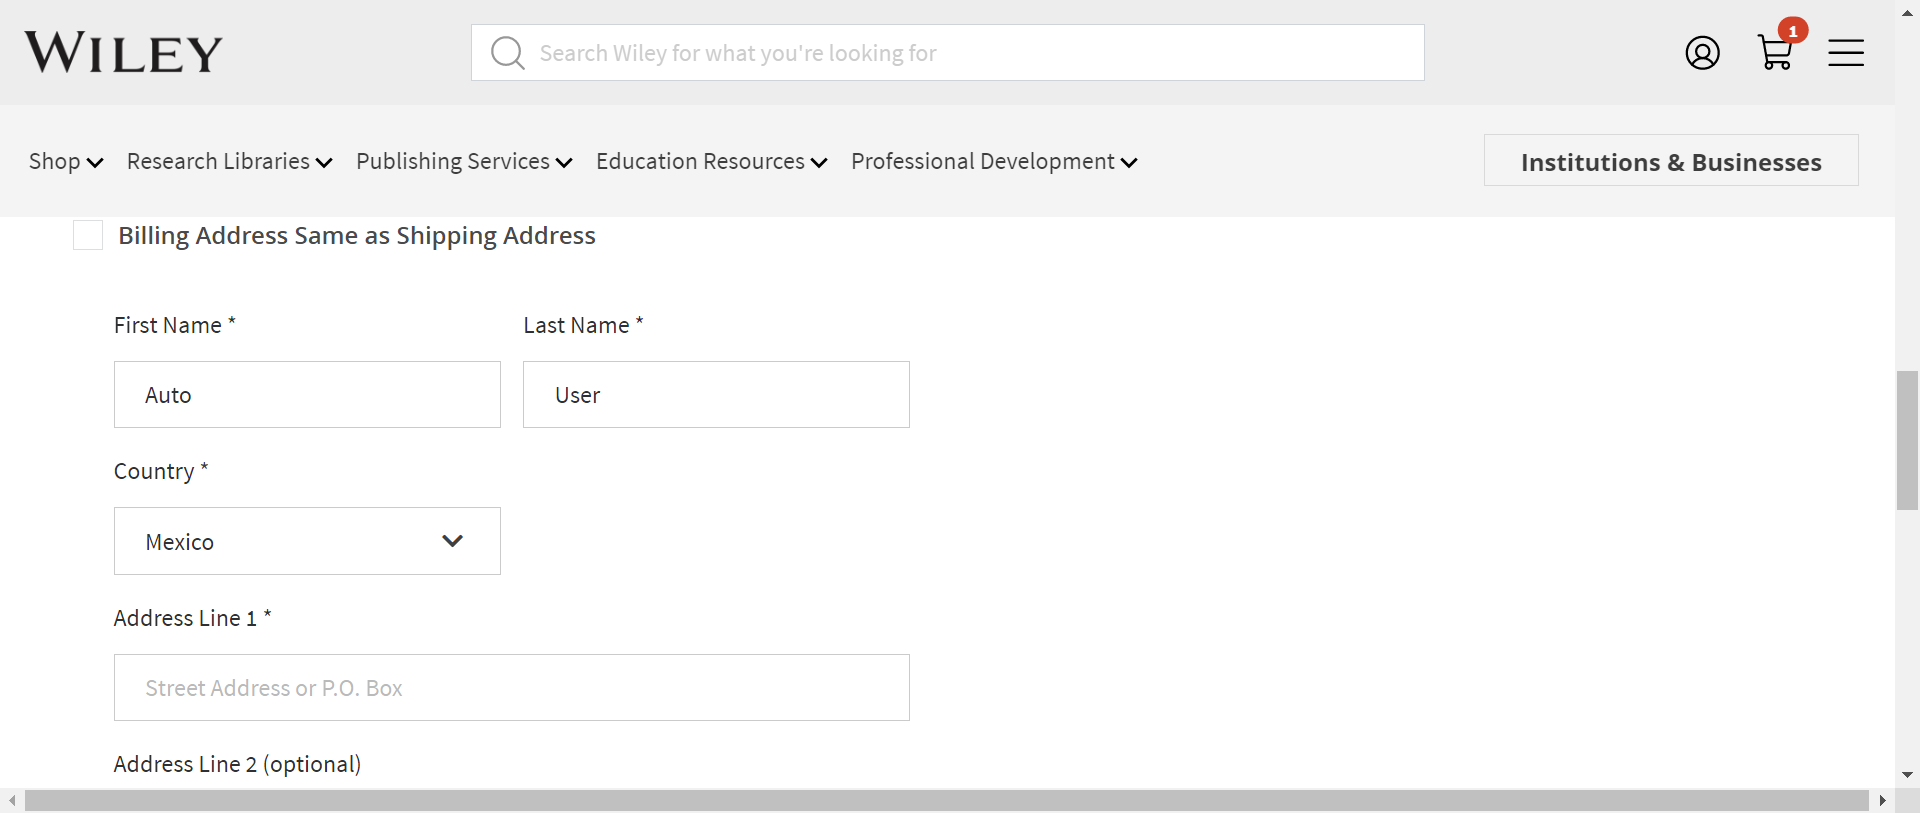 WILEY
Search Wiley for what you're looking for
1
Shop Research Libraries Publishing Services Education Resources Professional Development Institutions & Businesses
Billing Address Same as Shipping Address
First Name * Last Name *
Auto User
Country *
Mexico
Address Line 1 *
Street Address or P.O. Box
Address Line 2 (optional)